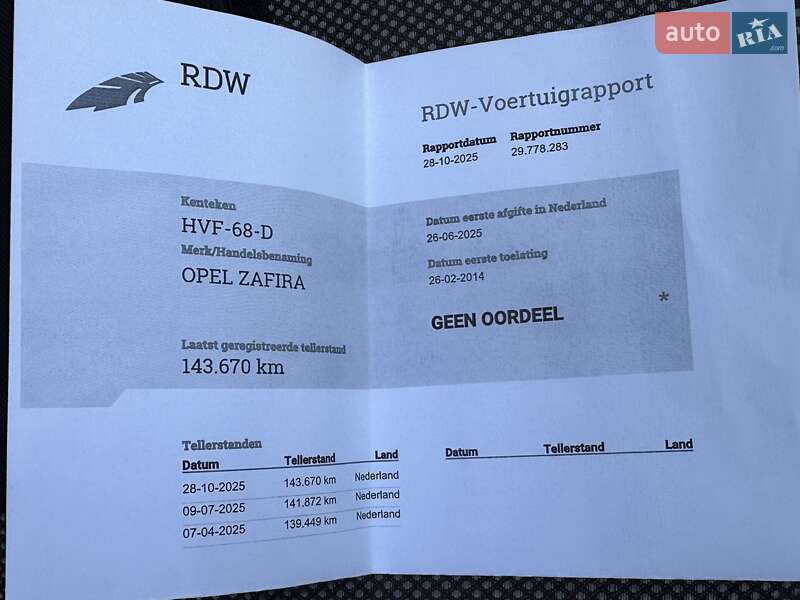 auto RIA .com
RDW
RDW-Voertuigrapport
Rapportdatum Rapportnummer
28-10-2025 29.778.283
Kenteken
HVF-68-D
Merk/Handelsbenaming
OPEL ZAFIRA
Datum eerste afgifte in Nederland
26-06-2025
Datum eerste toelating
26-02-2014
GEEN OORDEEL *
Laatst geregistreerde tellerstand
143.670 km
Tellerstanden
Datum Tellerstand Land
28-10-2025 143.670 km Nederland
09-07-2025 141.872 km Nederland
07-04-2025 139.449 km Nederland
Datum Tellerstand Land